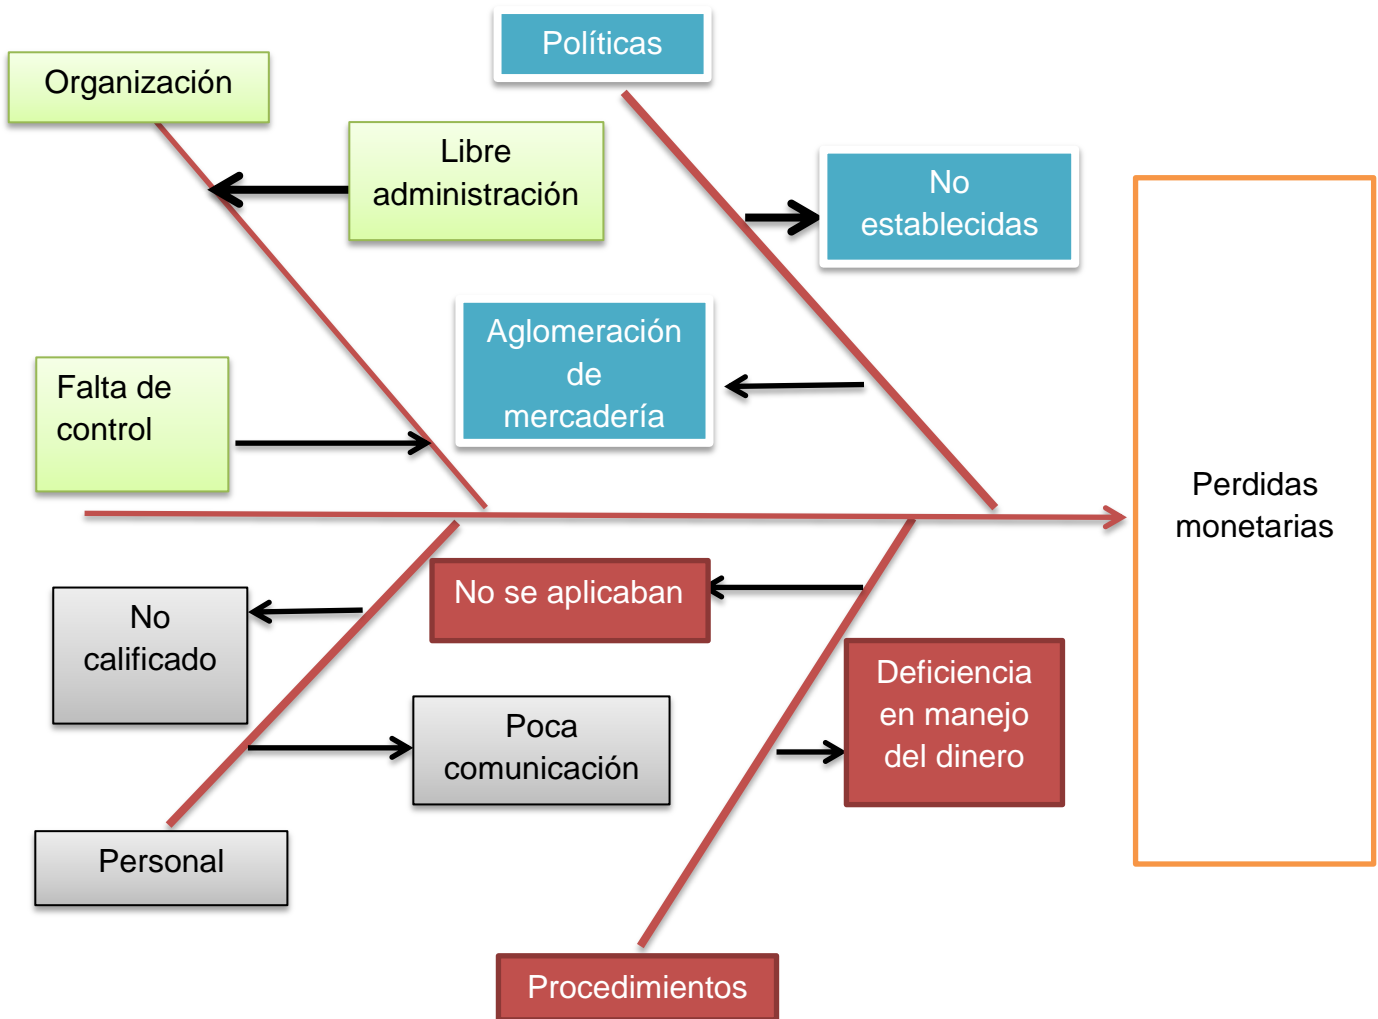 Políticas
Organización
Libre
administración
No
establecidas
Aglomeración
de
mercadería
Falta de
control
Perdidas
monetarias
No se aplicaban
No
calificado
Deficiencia
en manejo
del dinero
Poca
comunicación
Personal
Procedimientos